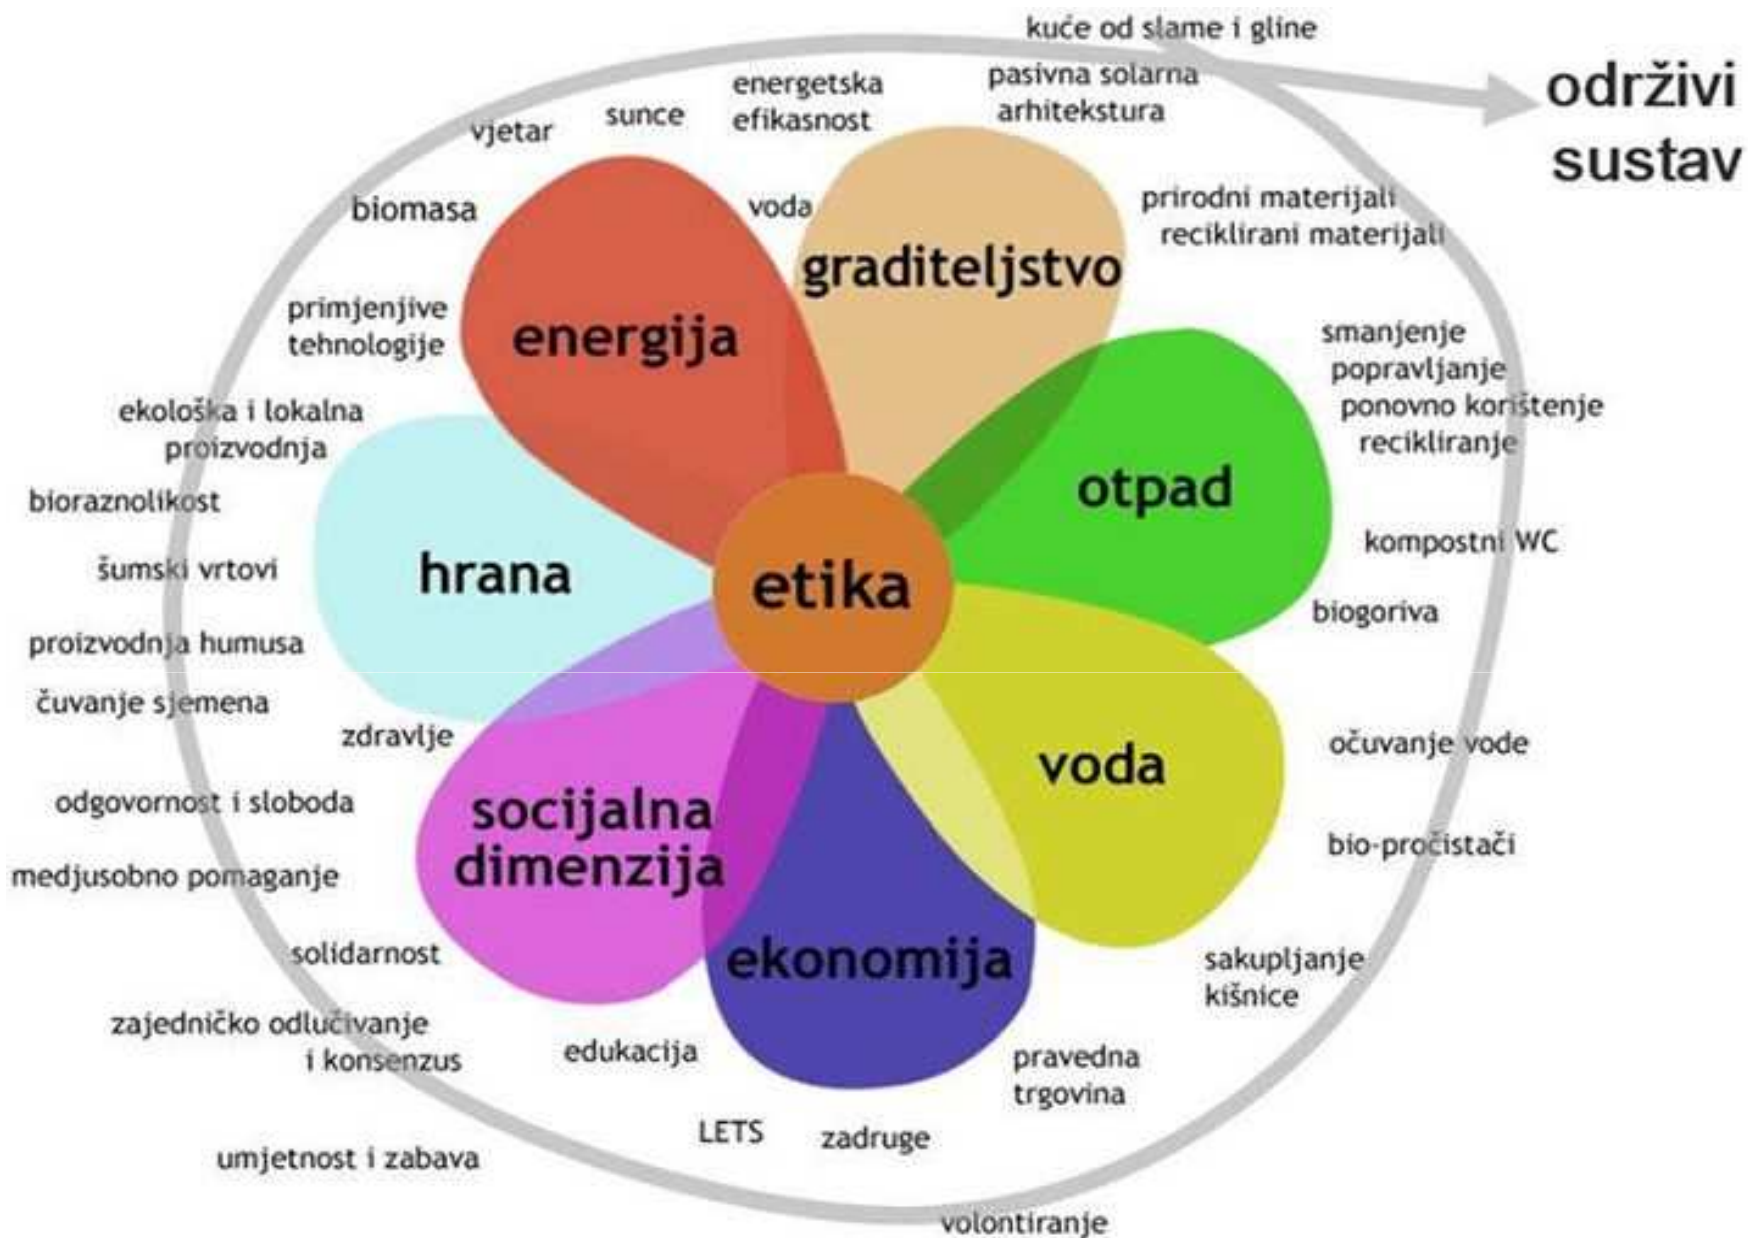 kuće od slame i gline
pasivna solarna
arhitekstura
održivi
sustav
energetska
efikasnost
sunce
vjetar
biomasa
voda
prirodni materijali
reciklirani materijali
graditeljstvo
energija
primjenjive
tehnologije
smanjenje
popravljanje
ponovno korištenje
recikliranje
ekološka i lokalna
proizvodnja
otpad
bioraznolikost
kompostni WC
šumski vrtovi
hrana
etika
biogoriva
proizvodnja humusa
čuvanje sjemena
zdravlje
očuvanje vode
voda
odgovornost i sloboda
socijalna
dimenzija
bio-pročistači
medjusobno pomaganje
solidarnost
ekonomija
sakupljanje
kišnice
zajedničko odlučivanje
i konsenzus
edukacija
pravedna
trgovina
LETS
zadruge
umjetnost i zabava
volontiranje